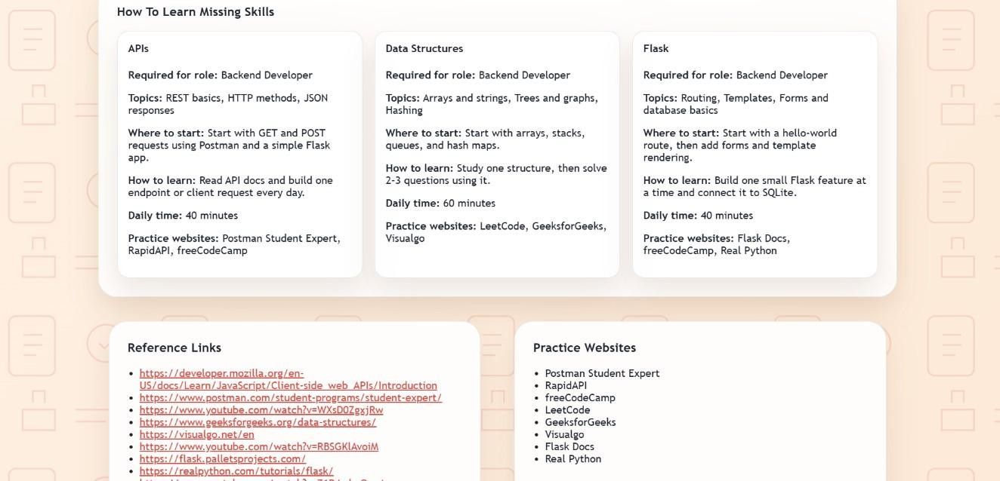 How To Learn Missing Skills
APIs
Required for role: Backend Developer
Topics: REST basics, HTTP methods, JSON
responses
Where to start: Start with GET and POST
requests using Postman and a simple Flask
app.
How to learn: Read API docs and build one
endpoint or client request every day.
Daily time: 40 minutes
Practice websites: Postman Student Expert,
RapidAPI, freeCodeCamp
Data Structures
Required for role: Backend Developer
Topics: Arrays and strings, Trees and graphs,
Hashing
Where to start: Start with arrays, stacks,
queues, and hash maps.
How to learn: Study one structure, then solve
2-3 questions using it.
Daily time: 60 minutes
Practice websites: LeetCode, GeeksforGeeks,
Visualgo
Flask
Required for role: Backend Developer
Topics: Routing, Templates, Forms and
database basics
Where to start: Start with a hello-world
route, then add forms and template
rendering.
How to learn: Build one small Flask feature at
a time and connect it to SQLite.
Daily time: 40 minutes
Practice websites: Flask Docs,
freeCodeCamp, Real Python
Reference Links
https://developer.mozilla.org/en-
US/docs/Learn/JavaScript/Client-side_web_APIs/Introduction
https://www.postman.com/student-programs/student-expert/
https://www.youtube.com/watch?v=WXsD0ZgxjRw
https://www.geeksforgeeks.org/data-structures/
https://visualgo.net/en
https://www.youtube.com/watch?v=RBSGKlAvoiM
https://flask.palletsprojects.com/
https://realpython.com/tutorials/flask/
Practice Websites
Postman Student Expert
RapidAPI
freeCodeCamp
LeetCode
GeeksforGeeks
Visualgo
Flask Docs
Real Python